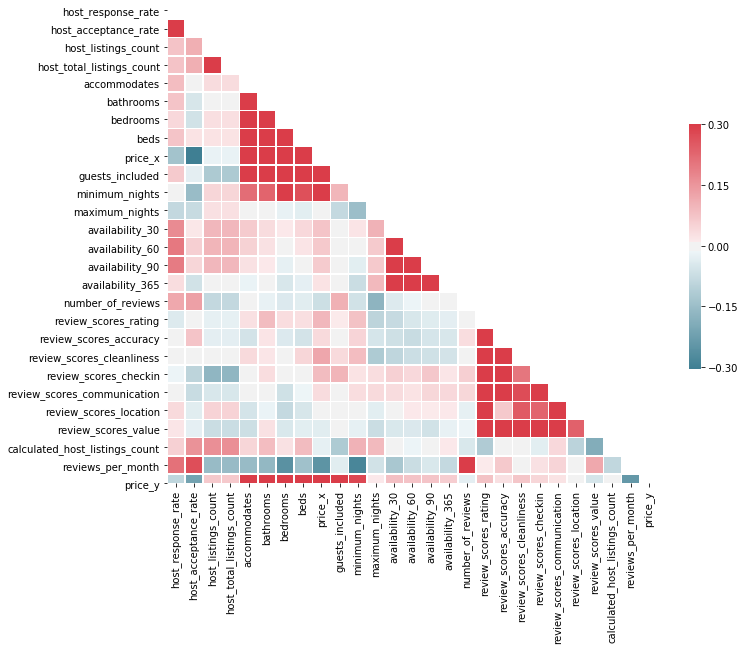 host_response_rate
host_acceptance_rate
host_listings_count
host_total_listings_count
accommodates
bathrooms
bedrooms
beds
price_x
guests_included
minimum_nights
maximum_nights
availability_30
availability_60
availability_90
availability_365
number_of_reviews
review_scores_rating
review_scores_accuracy
review_scores_cleanliness
review_scores_checkin
review_scores_communication
review_scores_location
review_scores_value
calculated_host_listings_count
reviews_per_month
price_y
host_response_rate
host_acceptance_rate
host_listings_count
host_total_listings_count
accommodates
bathrooms
bedrooms
beds
price_x
guests_included
minimum_nights
maximum_nights
availability_30
availability_60
availability_90
availability_365
number_of_reviews
review_scores_rating
review_scores_accuracy
review_scores_cleanliness
review_scores_checkin
review_scores_communication
review_scores_location
review_scores_value
calculated_host_listings_count
reviews_per_month
price_y
0.30
0.15
0.00
−0.15
−0.30